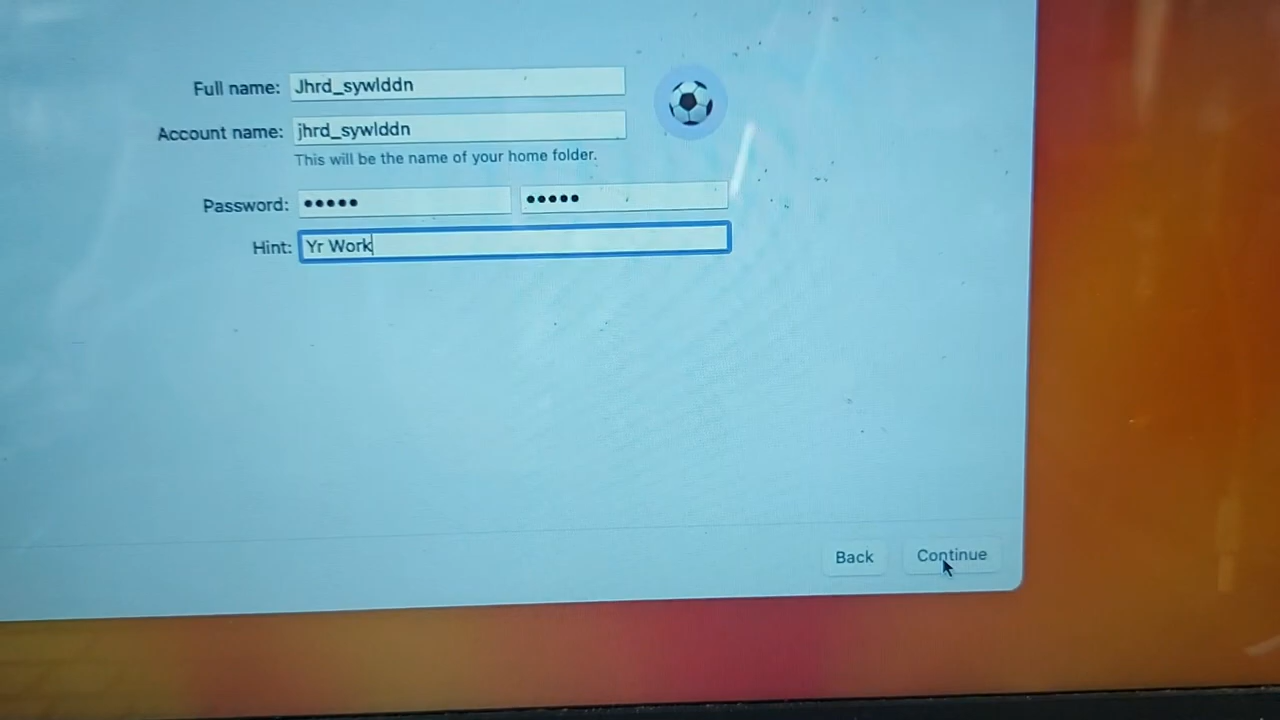 Full name: Jhrd_sywlddn
Account name: jhrd_sywlddn
This will be the name of your home folder.
Password: ••••• •••••
Hint: Yr Work
Back Continue